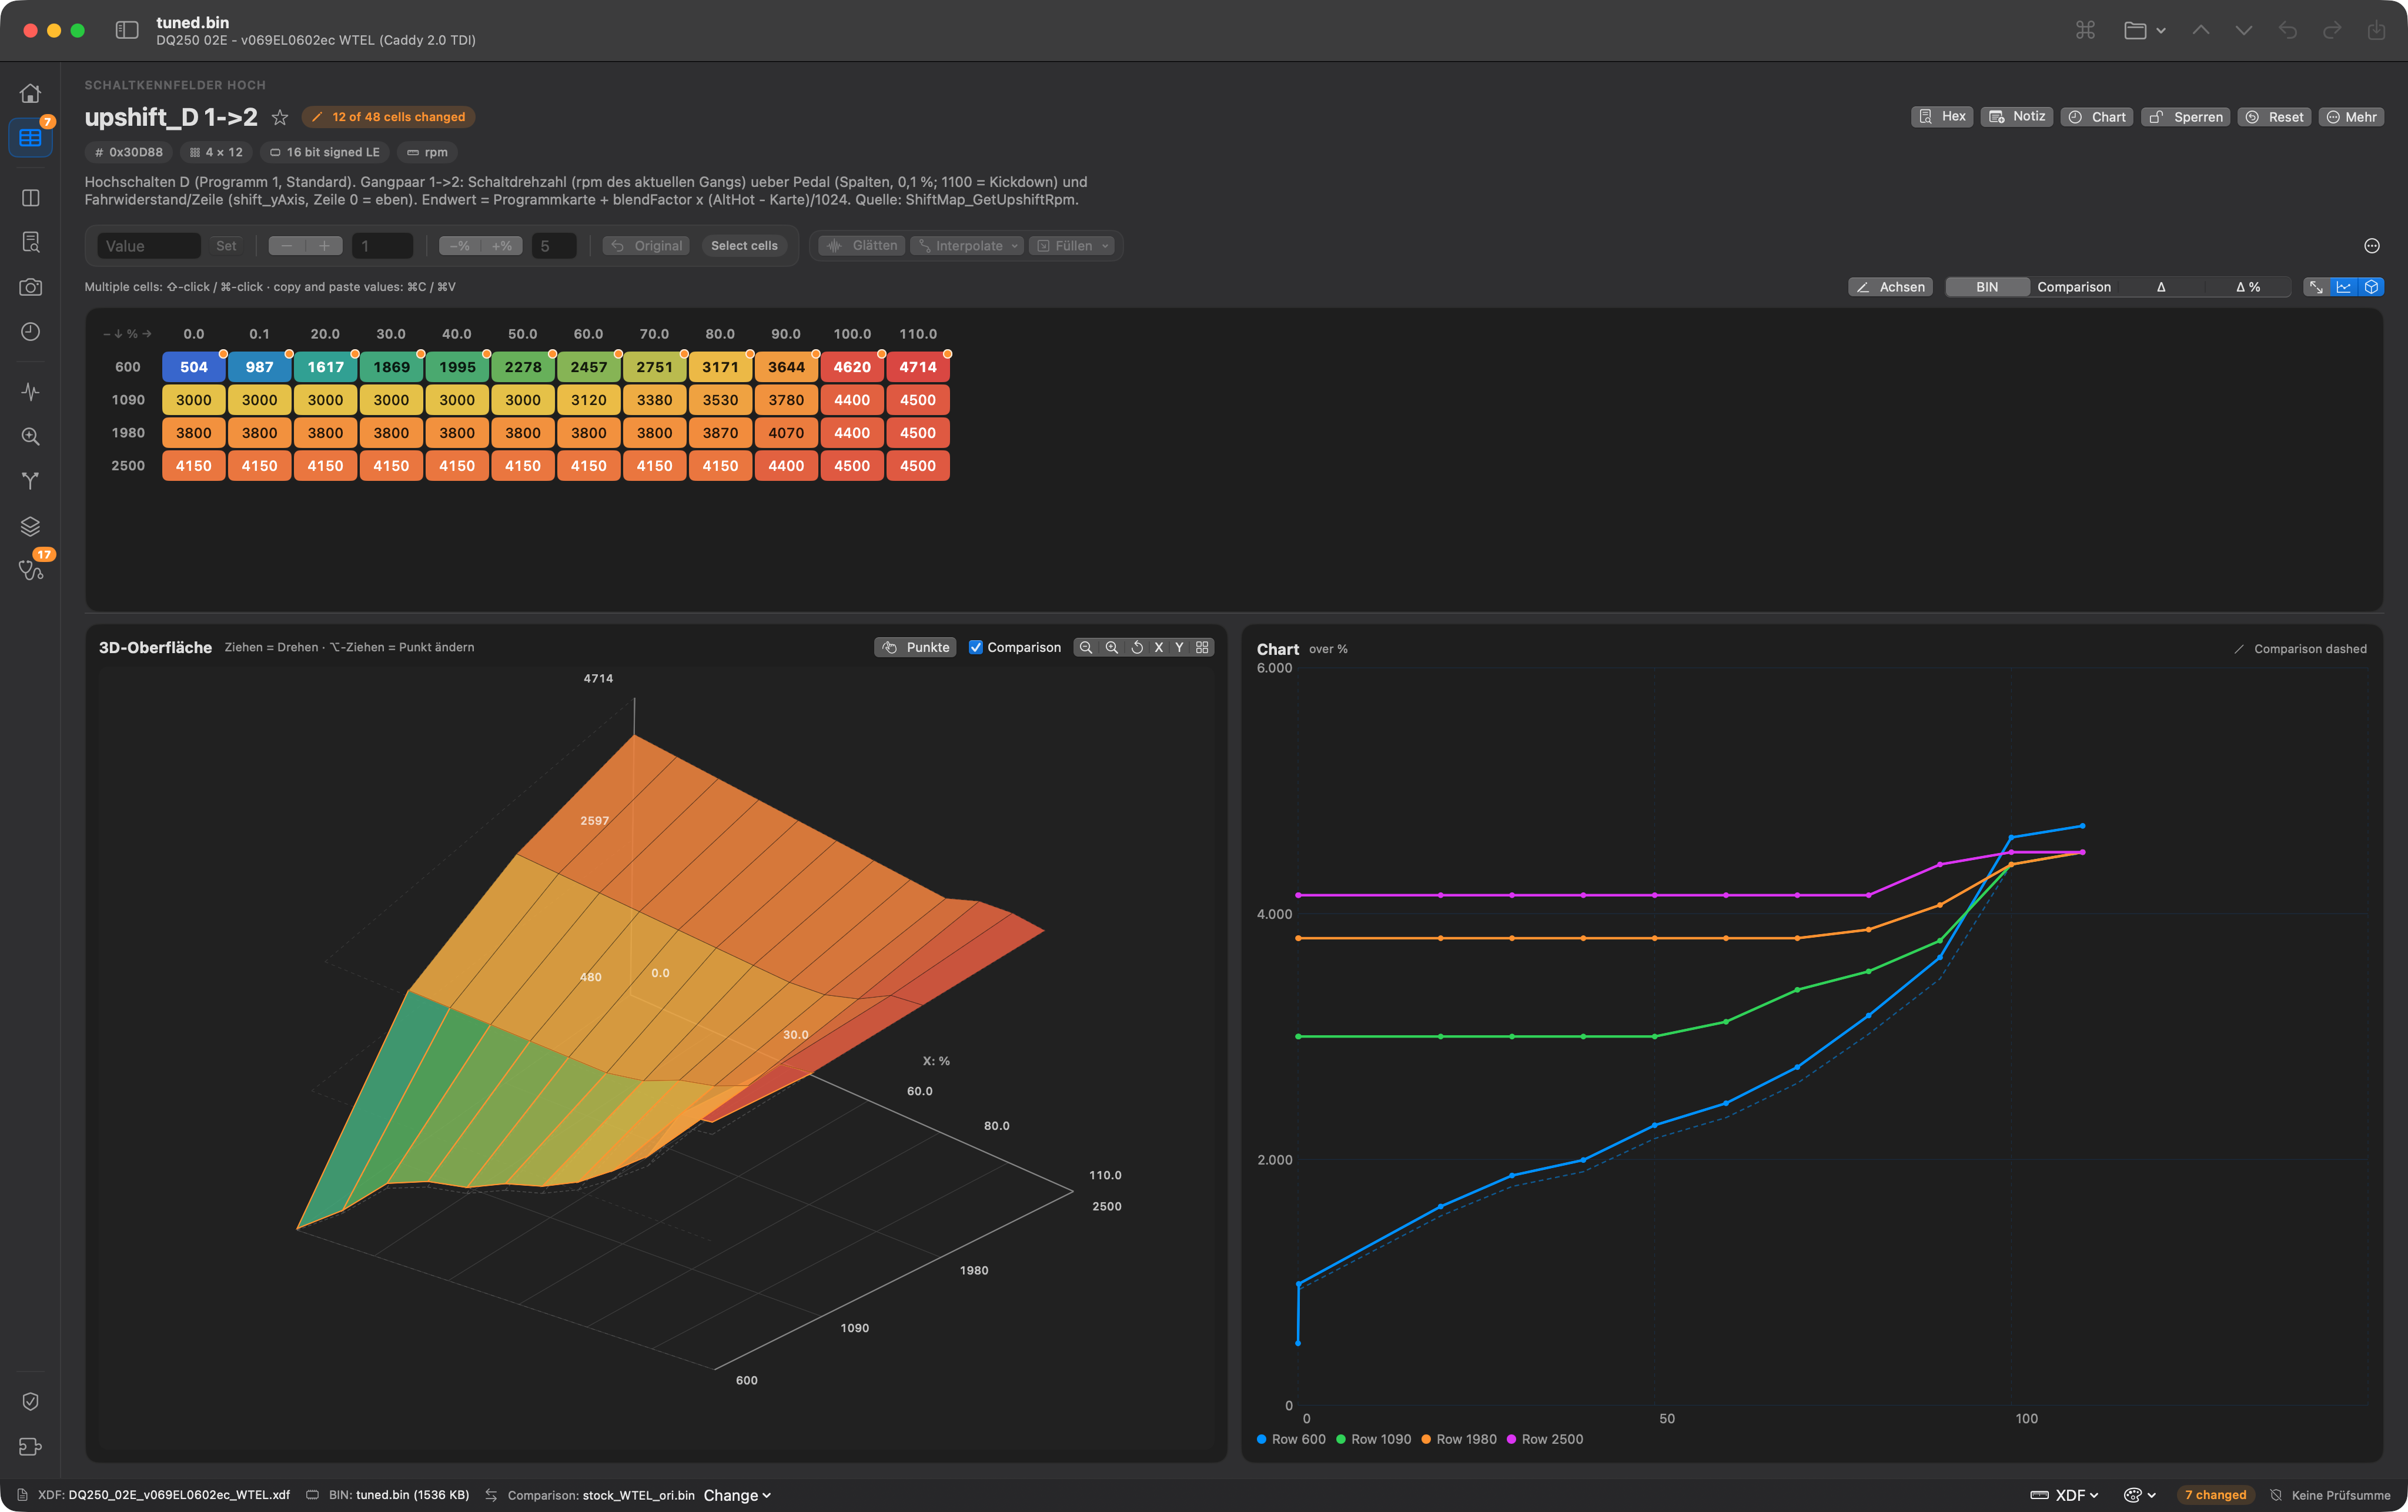 tuned.bin
DQ250 02E - v069EL0602ec WTEL (Caddy 2.0 TDI)
SCHALTKENNFELDER HOCH
upshift_D 1->2 12 of 48 cells changed
Hex Notiz Chart Sperren Reset Mehr
7
# 0x30D88 4 × 12 16 bit signed LE rpm
Hochschalten D (Programm 1, Standard). Gangpaar 1->2: Schaltdrehzahl (rpm des aktuellen Gangs) ueber Pedal (Spalten, 0,1 %; 1100 = Kickdown) und
Fahrwiderstand/Zeile (shift_yAxis, Zeile 0 = eben). Endwert = Programmkarte + blendFactor x (AltHot - Karte)/1024. Quelle: ShiftMap_GetUpshiftRpm.
Value Set − + 1 −% +% 5 Original Select cells Glätten Interpolate Füllen
Multiple cells: ⇧-click / ⌘-click · copy and paste values: ⌘C / ⌘V
Achsen BIN Comparison Δ Δ %
− ↓ % → 0.0 0.1 20.0 30.0 40.0 50.0 60.0 70.0 80.0 90.0 100.0 110.0
600 504 987 1617 1869 1995 2278 2457 2751 3171 3644 4620 4714
1090 3000 3000 3000 3000 3000 3000 3120 3380 3530 3780 4400 4500
1980 3800 3800 3800 3800 3800 3800 3800 3800 3870 4070 4400 4500
2500 4150 4150 4150 4150 4150 4150 4150 4150 4150 4400 4500 4500
17
3D-Oberfläche Ziehen = Drehen · ⌥-Ziehen = Punkt ändern Punkte Comparison X Y
4714
2597
480
0.0
30.0
X: %
60.0
80.0
110.0
2500
1980
1090
600
Chart over % Comparison dashed
6.000
4.000
2.000
0
0 50 100
Row 600 Row 1090 Row 1980 Row 2500
XDF: DQ250_02E_v069EL0602ec_WTEL.xdf BIN: tuned.bin (1536 KB) Comparison: stock_WTEL_ori.bin Change XDF 7 changed Keine Prüfsumme